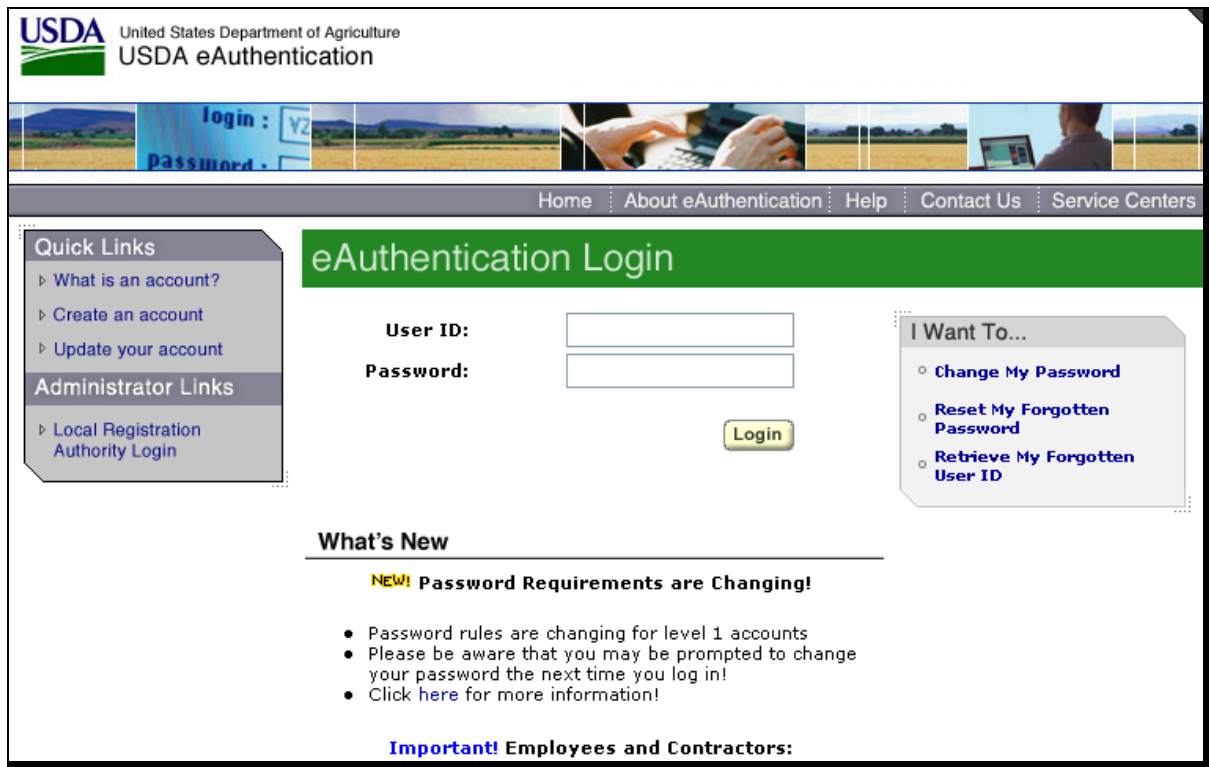 USDA
United States Department of Agriculture
USDA eAuthentication
login :
YZ
password :
Home
About eAuthentication
Help
Contact Us
Service Centers
Quick Links
What is an account?
Create an account
Update your account
Administrator Links
Local Registration
Authority Login
eAuthentication Login
User ID:
Password:
Login
I Want To...
Change My Password
Reset My Forgotten
Password
Retrieve My Forgotten
User ID
What's New
NEW! Password Requirements are Changing!
● Password rules are changing for level 1 accounts
● Please be aware that you may be prompted to change
your password the next time you log in!
● Click here for more information!
Important! Employees and Contractors: